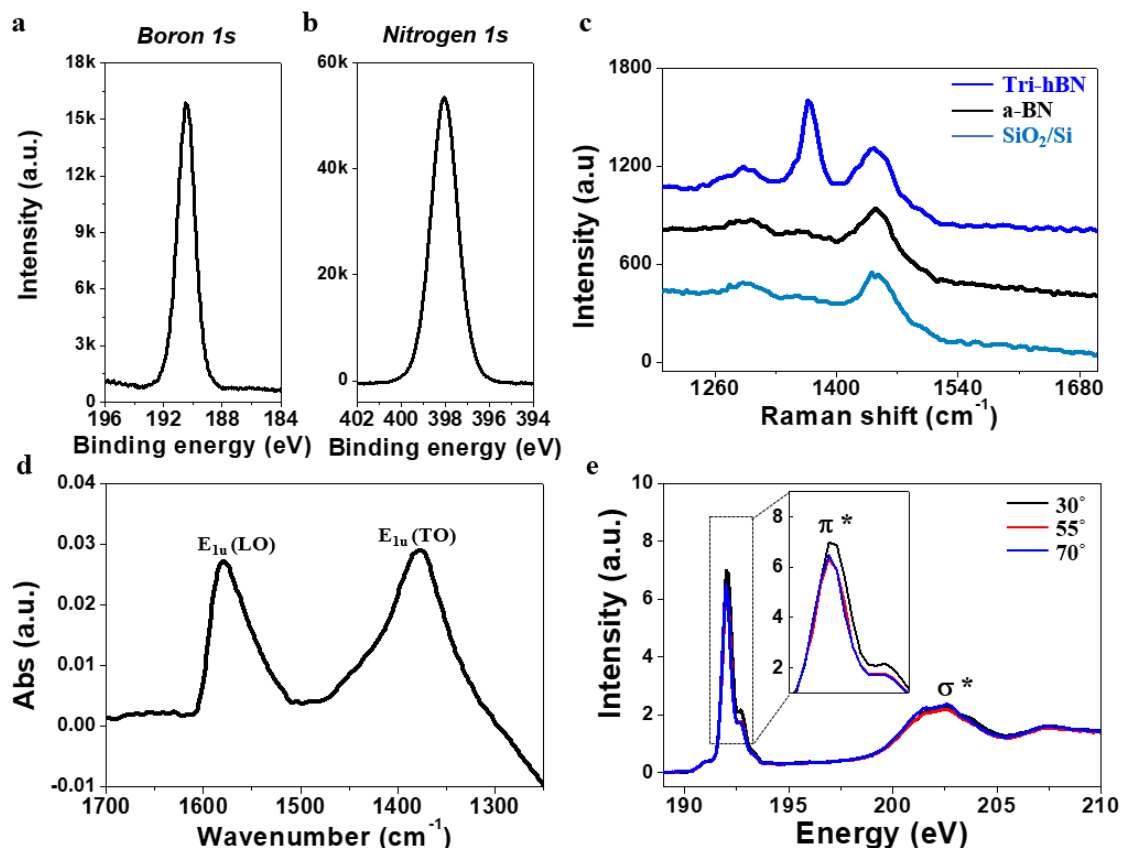 a
Boron 1s
18k
15k
12k
9k
6k
3k
0
196 192 188 184
Binding energy (eV)
Intensity (a.u.)
b
Nitrogen 1s
60k
40k
20k
0
402 400 398 396 394
Binding energy (eV)
c
1800
1200
600
0
Intensity (a.u)
Tri-hBN
a-BN
SiO2/Si
1260 1400 1540 1680
Raman shift (cm-1)
d
0.04
0.03
0.02
0.01
0.00
-0.01
Abs (a.u.)
E1u (LO)
E1u (TO)
1700 1600 1500 1400 1300
Wavenumber (cm-1)
e
10
8
6
4
2
0
Intensity (a.u.)
8
6
4
2
π *
σ *
30°
55°
70°
190 195 200 205 210
Energy (eV)